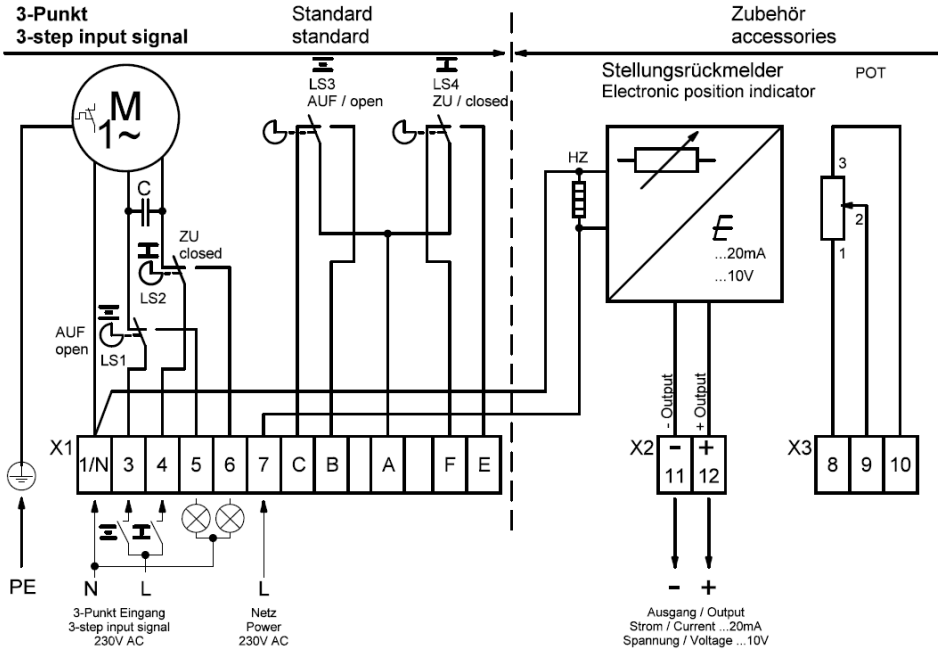 3-Punkt
3-step input signal
Standard
standard
Zubehör
accessories
M
1~
LS3
AUF / open
LS4
ZU / closed
Stellungsrückmelder
Electronic position indicator
POT
HZ
C
ZU
closed
LS2
AUF
open
LS1
...20mA
...10V
3
2
1
- Output
+ Output
X1
1/N 3 4 5 6 7 C B A F E
X2
- +
11 12
X3
8 9 10
PE
N
L
L
- +
3-Punkt Eingang
3-step input signal
230V AC
Netz
Power
230V AC
Ausgang / Output
Strom / Current ...20mA
Spannung / Voltage ...10V